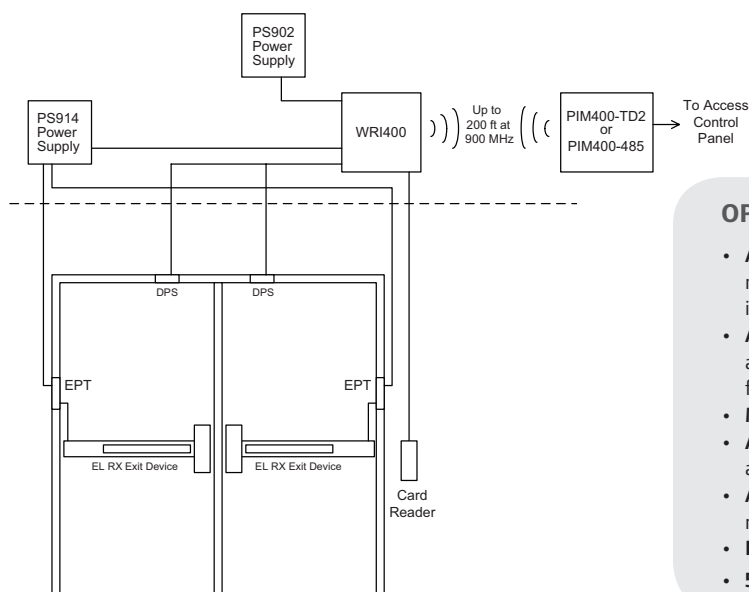 PS902
Power
Supply
PS914
Power
Supply
WRI400
Up to
200 ft at
900 MHz
PIM400-TD2
or
PIM400-485
To Access
Control
Panel
DPS
DPS
EPT
EPT
EL RX Exit Device
EL RX Exit Device
Card
Reader